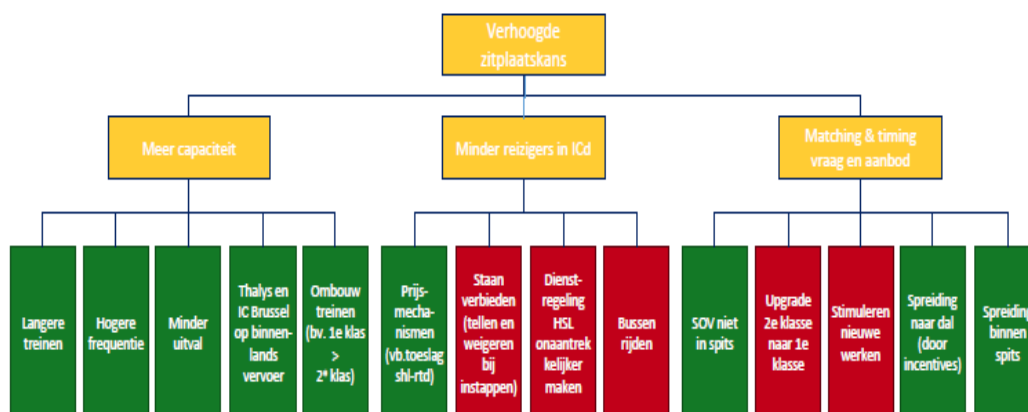 Verhoogde
zitplaatskans
Meer capaciteit
Minder reizigers in ICd
Matching & timing
vraag en aanbod
Langere
treinen
Hogere
frequentie
Minder
uitval
Thalys en
IC Brussel
op binnen-
lands
vervoer
Ombouw
treinen
(bv. 1e klas
>
2e klas)
Prijs-
mecha-
nismen
(vb.toeslag
shl-rtd)
Staan
verbieden
(tellen en
weigeren
bij
instappen)
Dienst-
regeling
HSL
onaantrek
kelijker
maken
Bussen
rijden
SOV niet
in spits
Upgrade
2e klasse
naar 1e
klasse
Stimuleren
nieuwe
werken
Spreiding
naar dal
(door
incentives)
Spreiding
binnen
spits